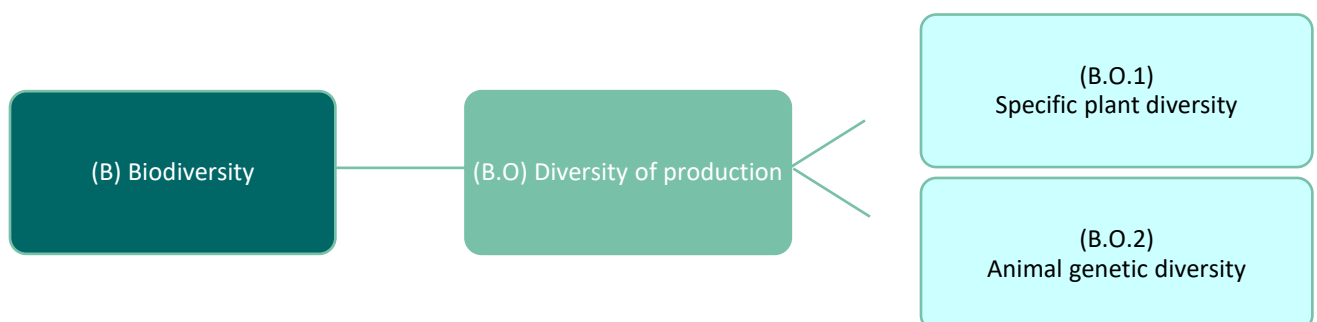 (B) Biodiversity
(B.O) Diversity of production
(B.O.1)
Specific plant diversity
(B.O.2)
Animal genetic diversity